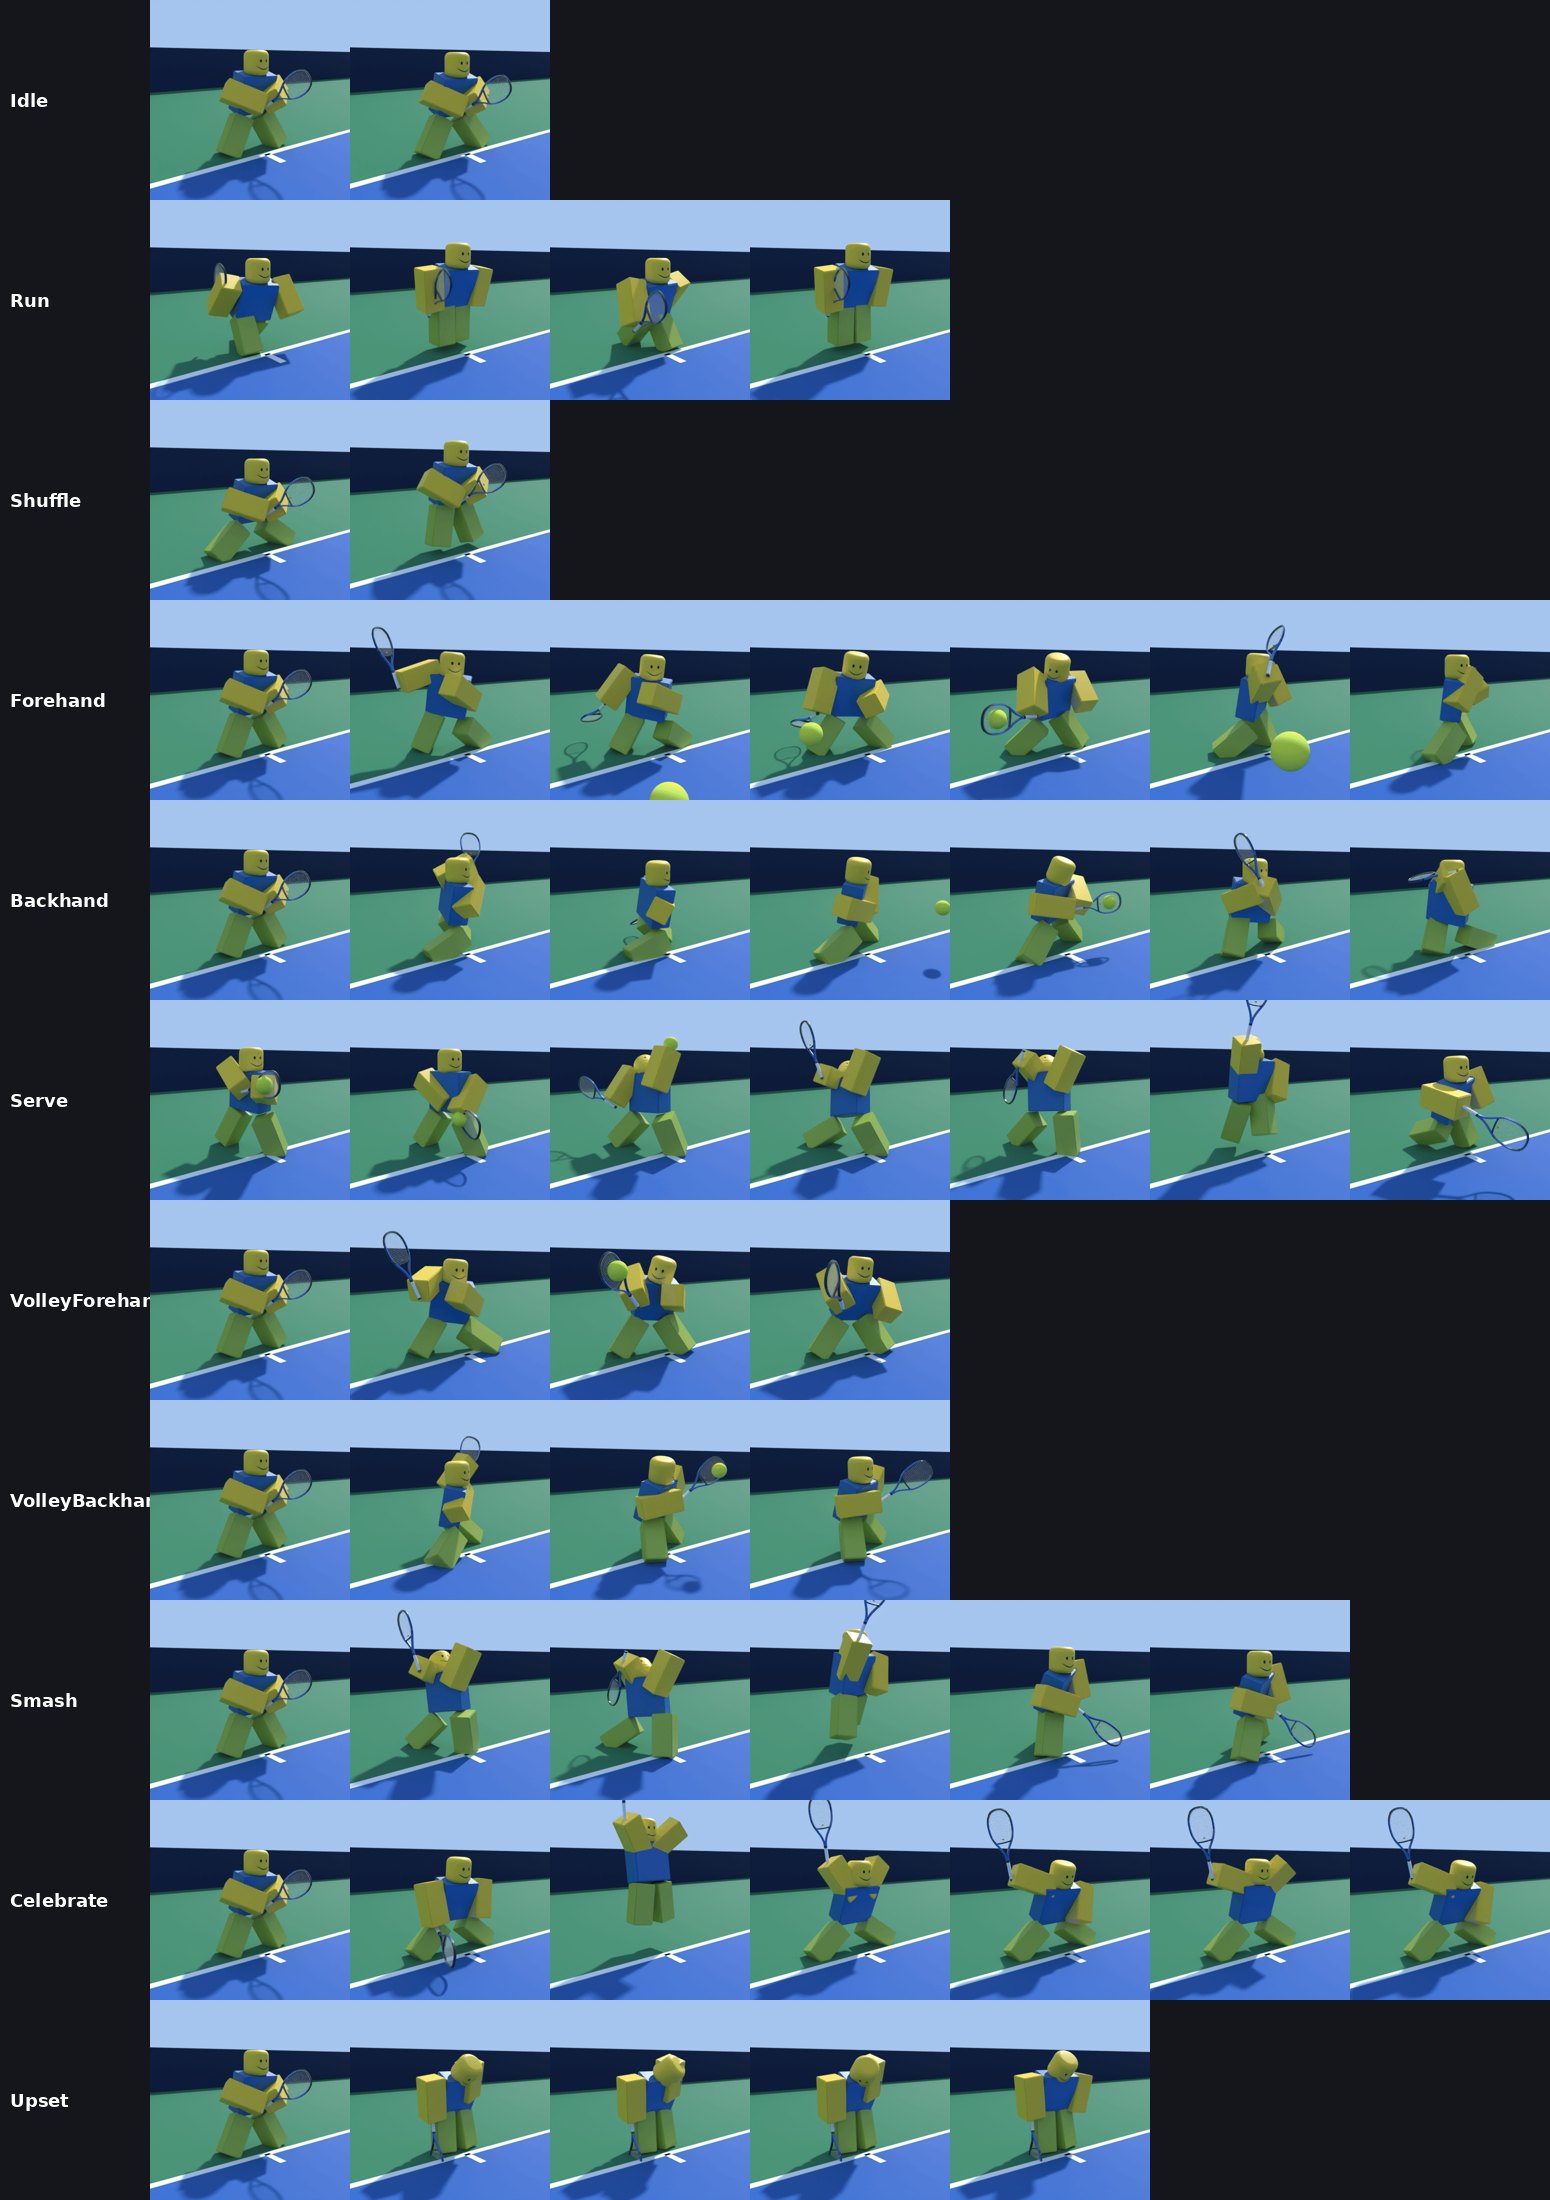 Idle
Run
Shuffle
Forehand
Backhand
Serve
VolleyForehar
VolleyBackhar
Smash
Celebrate
Upset